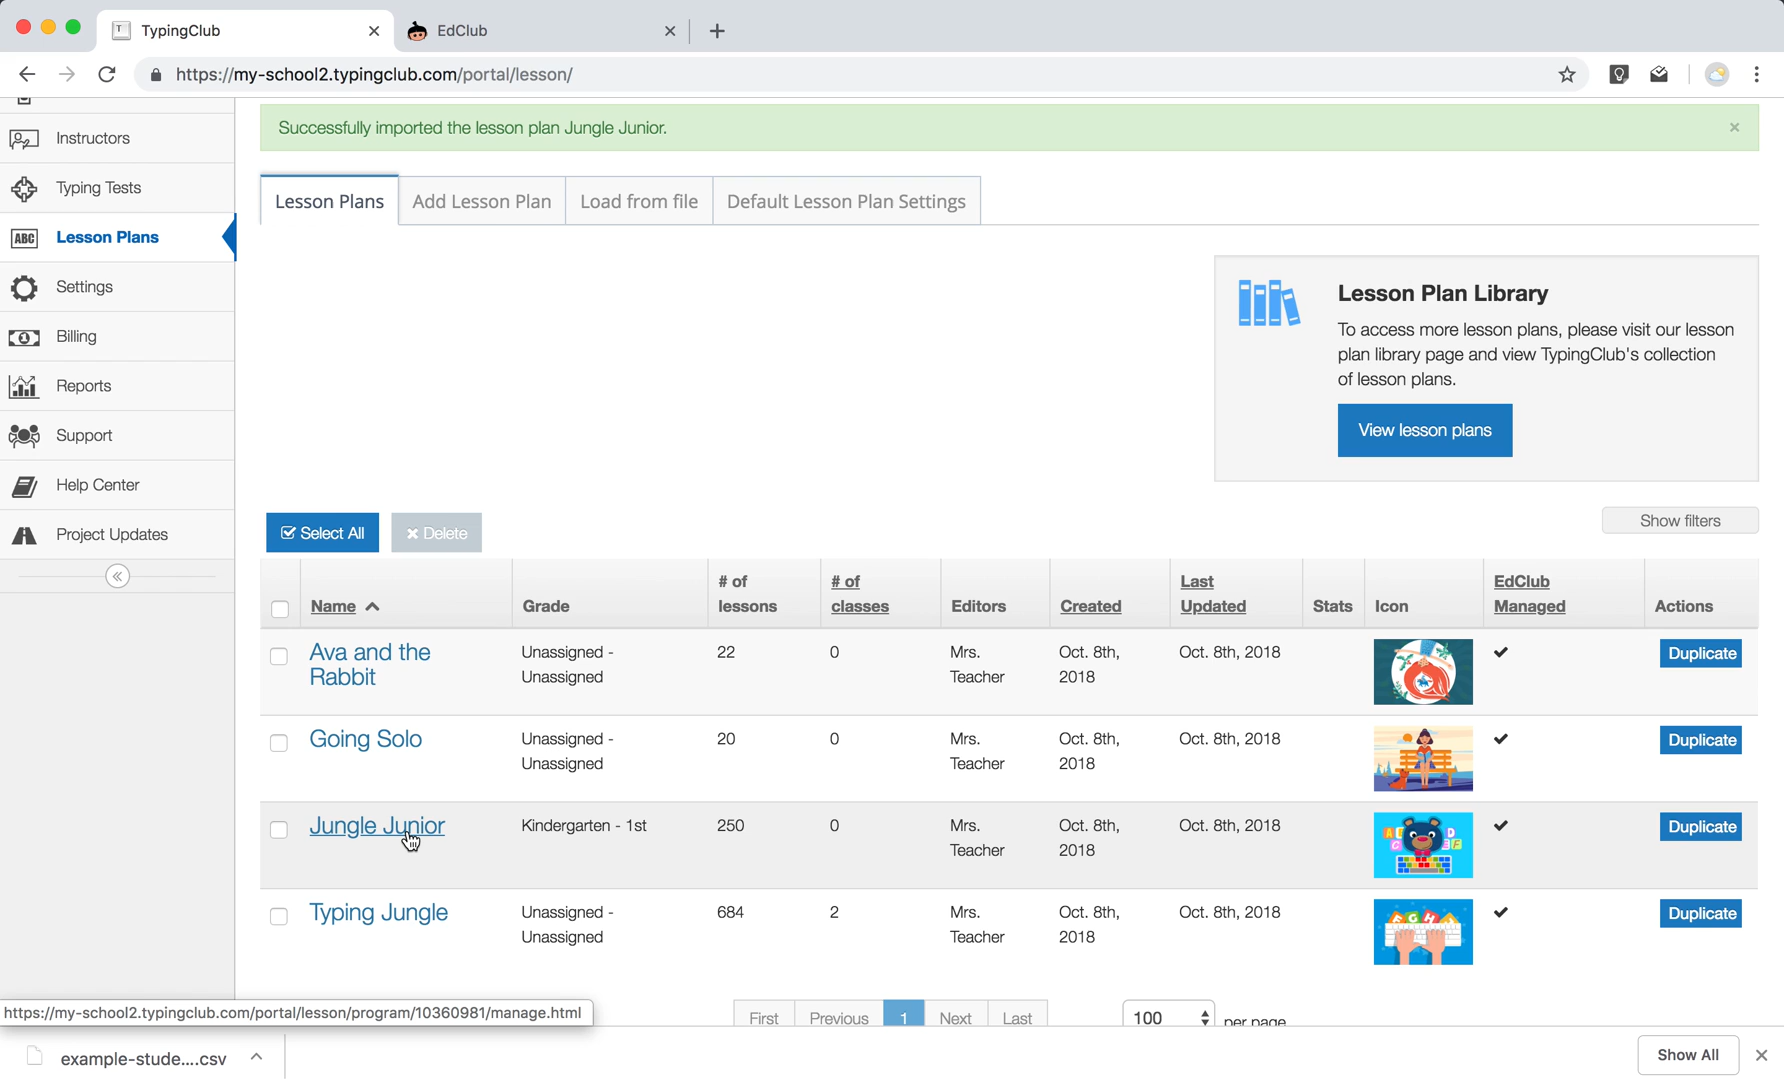 TypingClub
EdClub
https://my-school2.typingclub.com/portal/lesson/
Instructors
Typing Tests
ABC Lesson Plans
Settings
Billing
Reports
Support
Help Center
Project Updates
Successfully imported the lesson plan Jungle Junior.
Lesson Plans Add Lesson Plan Load from file Default Lesson Plan Settings
Lesson Plan Library
To access more lesson plans, please visit our lesson
plan library page and view TypingClub's collection
of lesson plans.
View lesson plans
Select All Delete
Show filters
Name Grade # of lessons # of classes Editors Created Last Updated Stats Icon EdClub Managed Actions
Ava and the Unassigned - 22 0 Mrs. Oct. 8th, Oct. 8th, 2018 Duplicate
Rabbit Unassigned Teacher 2018
Going Solo Unassigned - 20 0 Mrs. Oct. 8th, Oct. 8th, 2018 Duplicate
Unassigned Teacher 2018
Jungle Junior Kindergarten - 1st 250 0 Mrs. Oct. 8th, Oct. 8th, 2018 Duplicate
Teacher 2018
Typing Jungle Unassigned - 684 2 Mrs. Oct. 8th, Oct. 8th, 2018 Duplicate
Unassigned Teacher 2018
First Previous 1 Next Last 100 per page
https://my-school2.typingclub.com/portal/lesson/program/10360981/manage.html
example-stude....csv
Show All